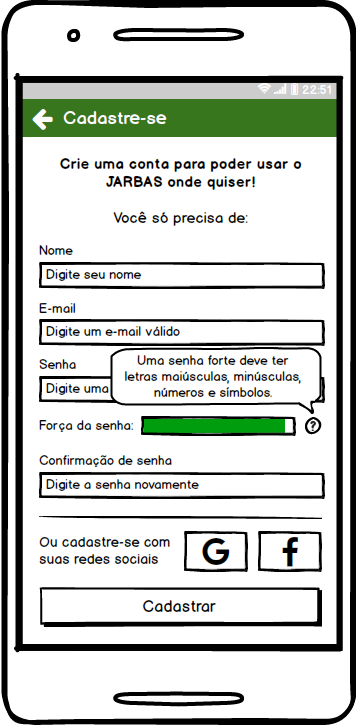 22:51
Cadastre-se
Crie uma conta para poder usar o
JARBAS onde quiser!
Você só precisa de:
Nome
Digite seu nome
E-mail
Digite um e-mail válido
Senha
Digite uma
Uma senha forte deve ter
letras maiúsculas, minúsculas,
números e símbolos.
Força da senha:
?
Confirmação de senha
Digite a senha novamente
Ou cadastre-se com
suas redes sociais
G
f
Cadastrar